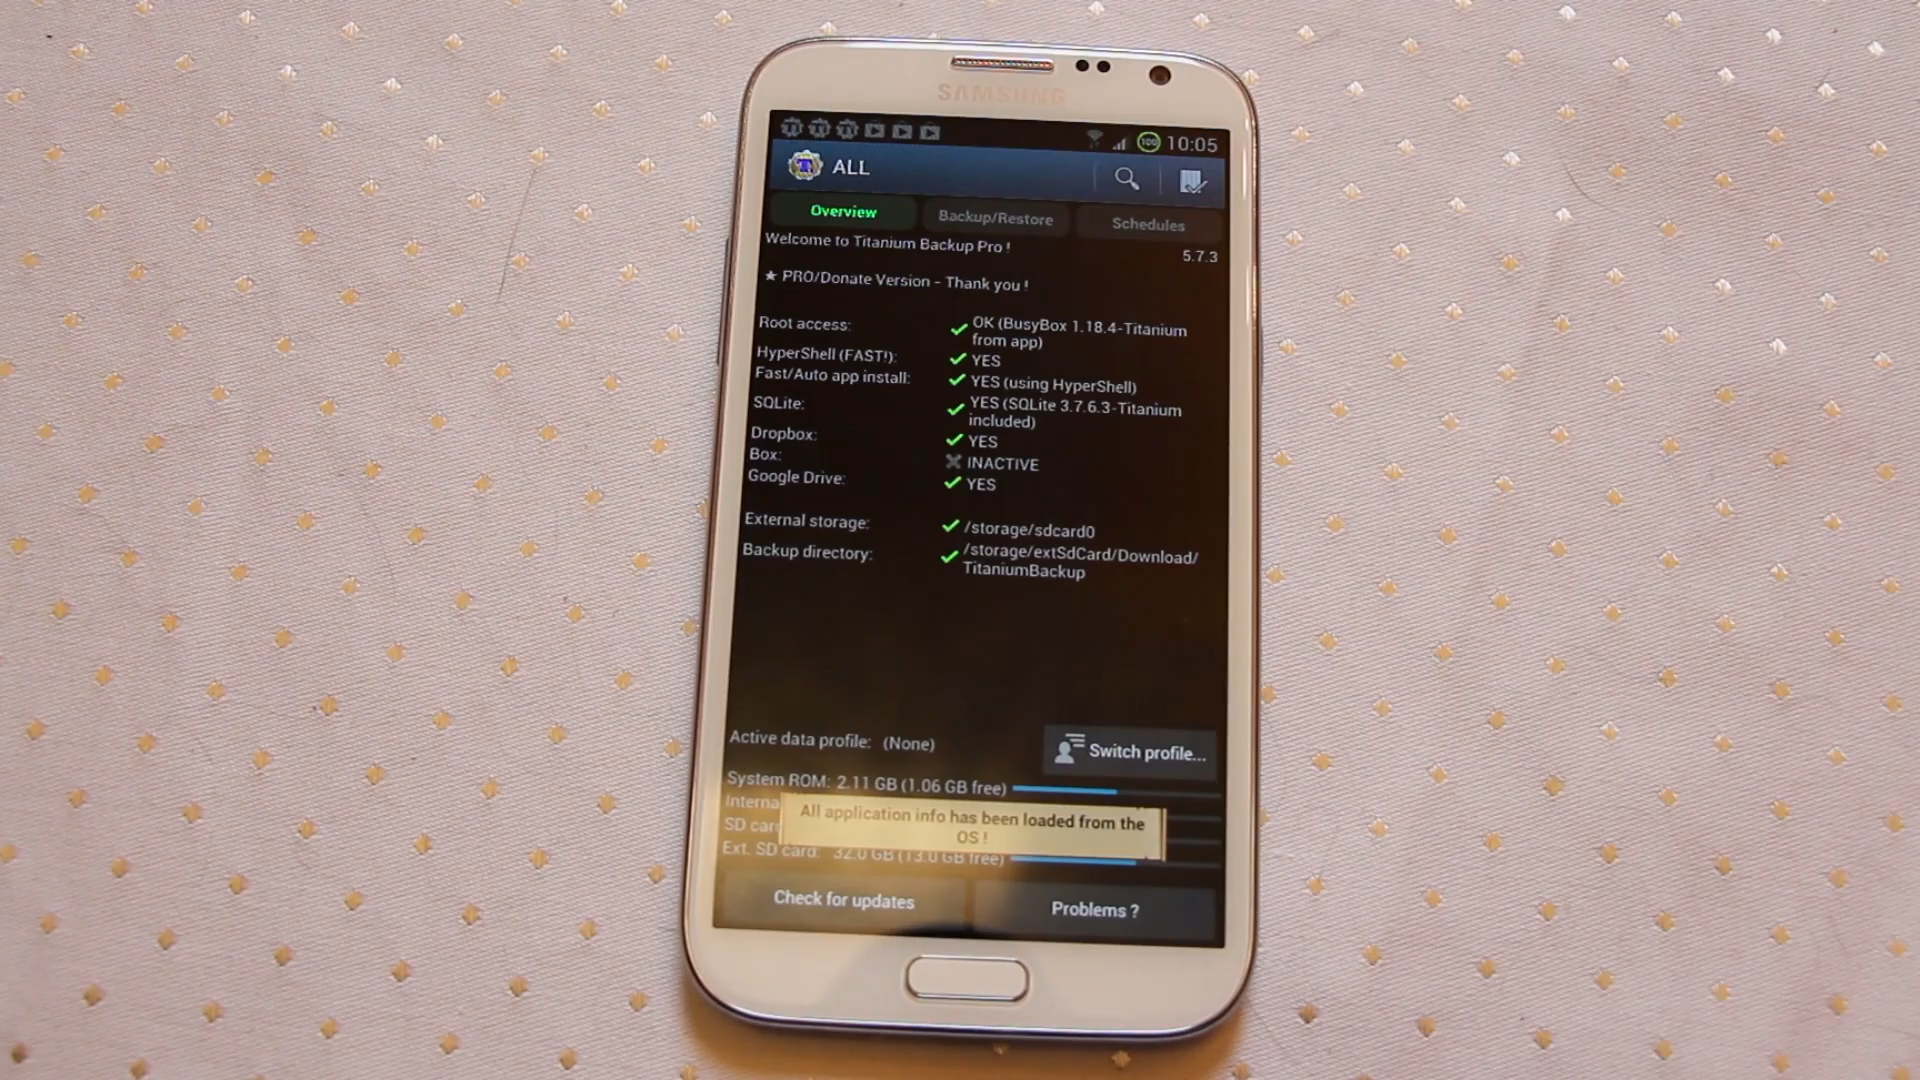 SAMSUNG
100 10:05
ALL
Overview Backup/Restore Schedules
Welcome to Titanium Backup Pro !
5.7.3
★ PRO/Donate Version - Thank you !
Root access: OK (BusyBox 1.18.4-Titanium
from app)
HyperShell (FAST!): YES
Fast/Auto app install: YES (using HyperShell)
SQLite: YES (SQLite 3.7.6.3-Titanium
included)
Dropbox: YES
Box: INACTIVE
Google Drive: YES
External storage: /storage/sdcard0
Backup directory: /storage/extSdCard/Download/
TitaniumBackup
Active data profile: (None) Switch profile...
System ROM: 2.11 GB (1.06 GB free)
Interna
SD car
All application info has been loaded from the
OS !
Ext. SD card: 32.0 GB (13.0 GB free)
Check for updates Problems ?